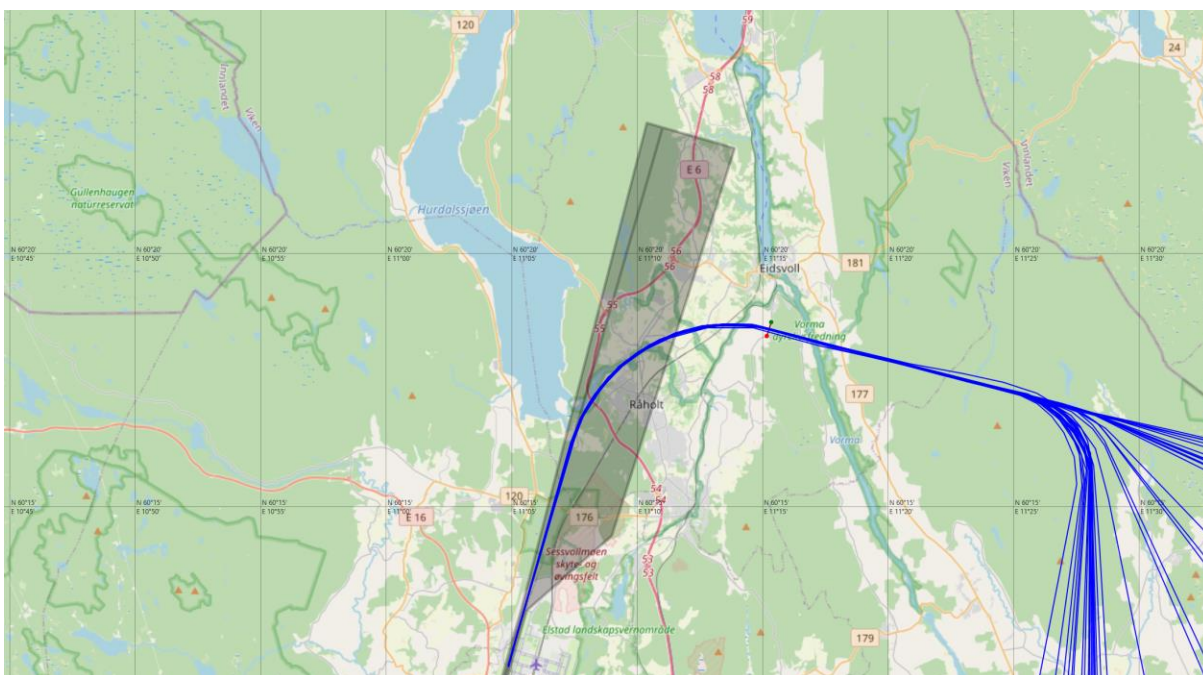 120
59
24
58
58
Innlandet
Viken
Innlandet
Viken
E 6
Gullenhaugen
naturreservat
Hurdalssjøen
N 60°20'
E 10°45'
N 60°20'
E 10°50'
N 60°20'
E 10°55'
N 60°20'
E 11°00'
N 60°20'
E 11°05'
N 60°20'
E 11°10'
N 60°20'
E 11°15'
N 60°20'
E 11°20'
N 60°20'
E 11°25'
N 60°20'
E 11°30'
56
56
Eidsvoll
181
55
55
Vorma
Råholt
177
Vorma
54
54
N 60°15'
E 10°45'
N 60°15'
E 10°50'
N 60°15'
E 10°55'
N 60°15'
E 11°00'
N 60°15'
E 11°05'
N 60°15'
E 11°10'
N 60°15'
E 11°15'
N 60°15'
E 11°20'
N 60°15'
E 11°25'
N 60°15'
E 11°30'
120
E 16
176
Sessvollmoen
skyte- og
øvingsfelt
Elstad landskapsvernområde
179